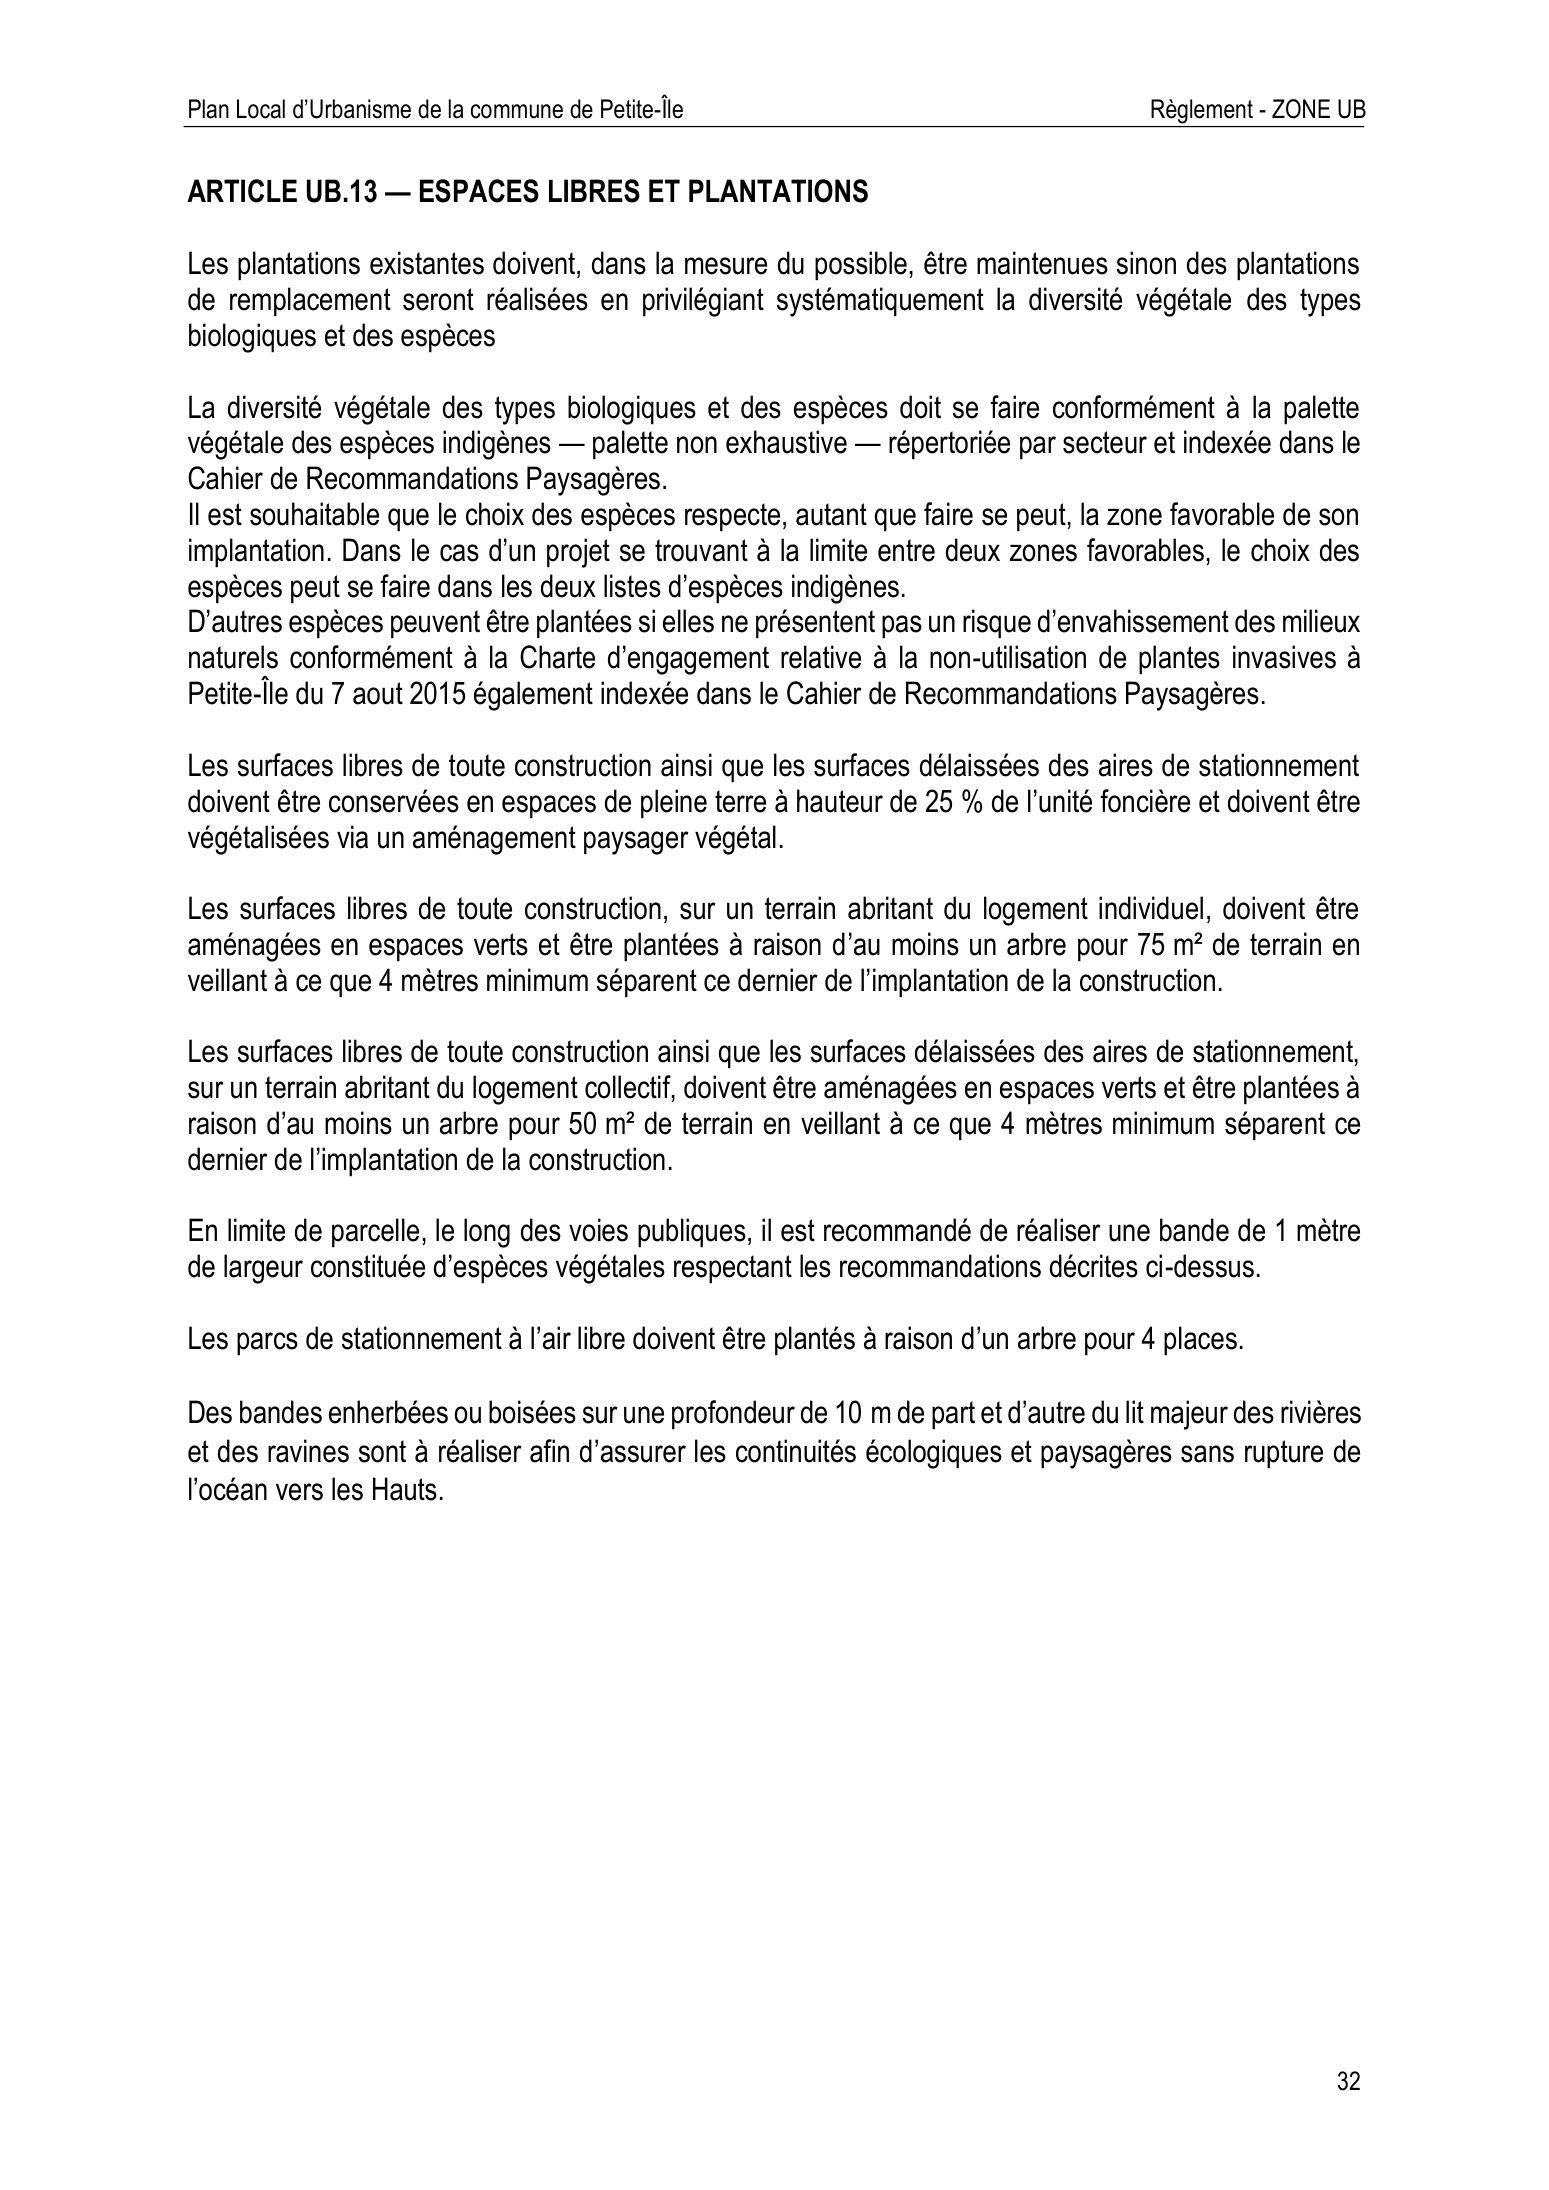 Plan Local d’Urbanisme de la commune de Petite-Île Règlement - ZONE UB
ARTICLE UB.13 — ESPACES LIBRES ET PLANTATIONS
Les plantations existantes doivent, dans la mesure du possible, être maintenues sinon des plantations
de remplacement seront réalisées en privilégiant systématiquement la diversité végétale des types
biologiques et des espèces
La diversité végétale des types biologiques et des espèces doit se faire conformément à la palette
végétale des espèces indigènes — palette non exhaustive — répertoriée par secteur et indexée dans le
Cahier de Recommandations Paysagères.
Il est souhaitable que le choix des espèces respecte, autant que faire se peut, la zone favorable de son
implantation. Dans le cas d’un projet se trouvant à la limite entre deux zones favorables, le choix des
espèces peut se faire dans les deux listes d’espèces indigènes.
D’autres espèces peuvent être plantées si elles ne présentent pas un risque d’envahissement des milieux
naturels conformément à la Charte d’engagement relative à la non-utilisation de plantes invasives à
Petite-Île du 7 aout 2015 également indexée dans le Cahier de Recommandations Paysagères.
Les surfaces libres de toute construction ainsi que les surfaces délaissées des aires de stationnement
doivent être conservées en espaces de pleine terre à hauteur de 25 % de l’unité foncière et doivent être
végétalisées via un aménagement paysager végétal.
Les surfaces libres de toute construction, sur un terrain abritant du logement individuel, doivent être
aménagées en espaces verts et être plantées à raison d’au moins un arbre pour 75 m² de terrain en
veillant à ce que 4 mètres minimum séparent ce dernier de l’implantation de la construction.
Les surfaces libres de toute construction ainsi que les surfaces délaissées des aires de stationnement,
sur un terrain abritant du logement collectif, doivent être aménagées en espaces verts et être plantées à
raison d’au moins un arbre pour 50 m² de terrain en veillant à ce que 4 mètres minimum séparent ce
dernier de l’implantation de la construction.
En limite de parcelle, le long des voies publiques, il est recommandé de réaliser une bande de 1 mètre
de largeur constituée d’espèces végétales respectant les recommandations décrites ci-dessus.
Les parcs de stationnement à l’air libre doivent être plantés à raison d’un arbre pour 4 places.
Des bandes enherbées ou boisées sur une profondeur de 10 m de part et d’autre du lit majeur des rivières
et des ravines sont à réaliser afin d’assurer les continuités écologiques et paysagères sans rupture de
l’océan vers les Hauts.
32